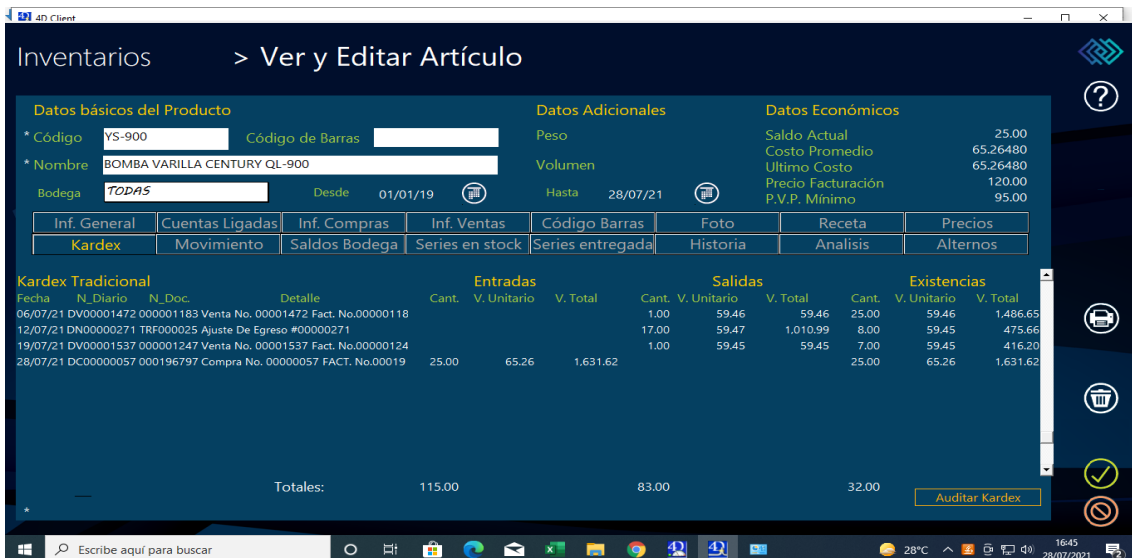 4D Client
Inventarios > Ver y Editar Artículo
Datos básicos del Producto Datos Adicionales Datos Económicos
* Código YS-900 Código de Barras Peso Saldo Actual 25.00
Costo Promedio 65.26480
* Nombre BOMBA VARILLA CENTURY QL-900 Volumen Ultimo Costo 65.26480
Precio Facturación 120.00
Bodega TODAS Desde 01/01/19 Hasta 28/07/21 P.V.P. Mínimo 95.00
Inf. General Cuentas Ligadas Inf. Compras Inf. Ventas Código Barras Foto Receta Precios
Kardex Movimiento Saldos Bodega Series en stock Series entregada Historia Analisis Alternos
Kardex Tradicional Entradas Salidas Existencias
Fecha N_Diario N_Doc. Detalle Cant. V. Unitario V. Total Cant. V. Unitario V. Total Cant. V. Unitario V. Total
06/07/21 DV00001472 000001183 Venta No. 00001472 Fact. No.00000118 1.00 59.46 59.46 25.00 59.46 1,486.65
12/07/21 DN00000271 TRF000025 Ajuste De Egreso #00000271 17.00 59.47 1,010.99 8.00 59.45 475.66
19/07/21 DV00001537 000001247 Venta No. 00001537 Fact. No.00000124 1.00 59.45 59.45 7.00 59.45 416.20
28/07/21 DC00000057 000196797 Compra No. 00000057 FACT. No.00019 25.00 65.26 1,631.62 25.00 65.26 1,631.62
Totales: 115.00 83.00 32.00
Auditar Kardex
*
Escribe aquí para buscar 28°C 16:45
28/07/2021